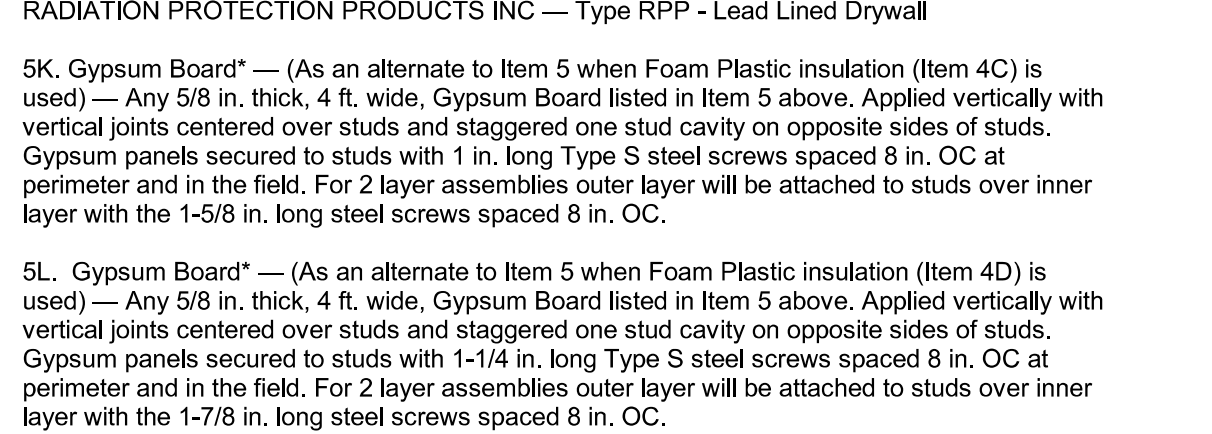 RADIATION PROTECTION PRODUCTS INC — Type RPP - Lead Lined Drywall
5K. Gypsum Board* — (As an alternate to Item 5 when Foam Plastic insulation (Item 4C) is
used) — Any 5/8 in. thick, 4 ft. wide, Gypsum Board listed in Item 5 above. Applied vertically with
vertical joints centered over studs and staggered one stud cavity on opposite sides of studs.
Gypsum panels secured to studs with 1 in. long Type S steel screws spaced 8 in. OC at
perimeter and in the field. For 2 layer assemblies outer layer will be attached to studs over inner
layer with the 1-5/8 in. long steel screws spaced 8 in. OC.
5L. Gypsum Board* — (As an alternate to Item 5 when Foam Plastic insulation (Item 4D) is
used) — Any 5/8 in. thick, 4 ft. wide, Gypsum Board listed in Item 5 above. Applied vertically with
vertical joints centered over studs and staggered one stud cavity on opposite sides of studs.
Gypsum panels secured to studs with 1-1/4 in. long Type S steel screws spaced 8 in. OC at
perimeter and in the field. For 2 layer assemblies outer layer will be attached to studs over inner
layer with the 1-7/8 in. long steel screws spaced 8 in. OC.